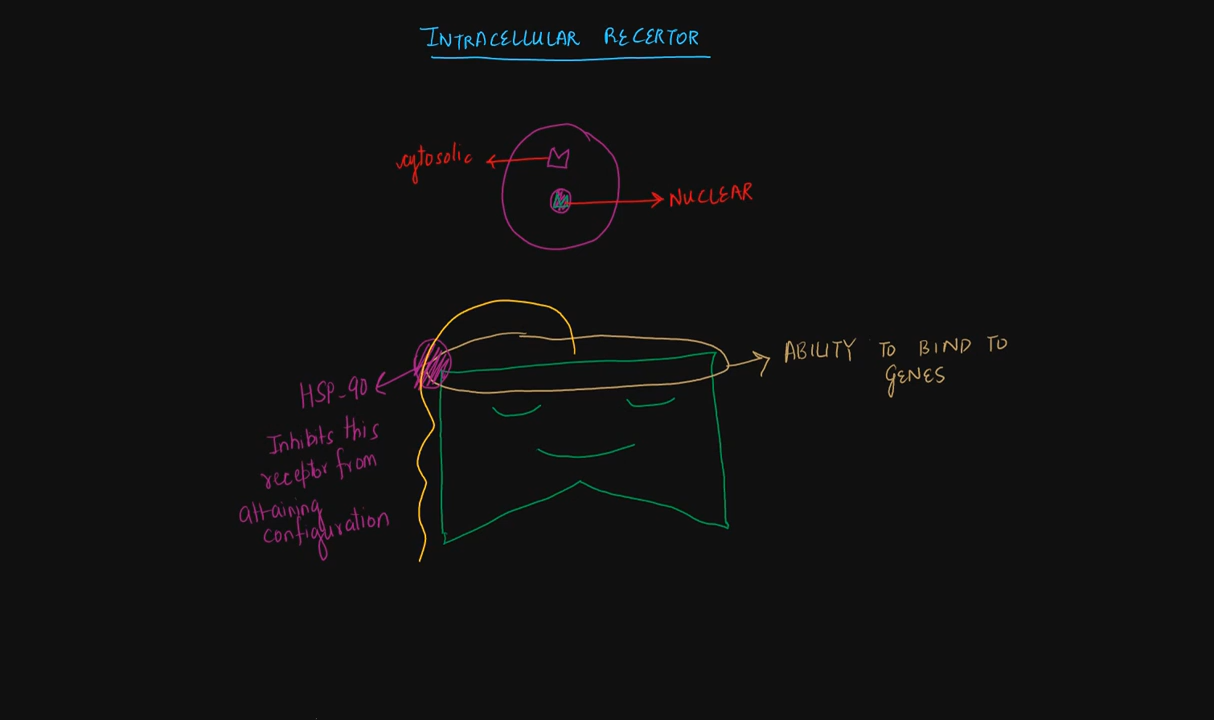 INTRACELLULAR RECERTOR
cytosolic
NUCLEAR
ABILITY TO BIND TO
GENES
HSP-90
Inhibits this
receptor from
attaining
configuration